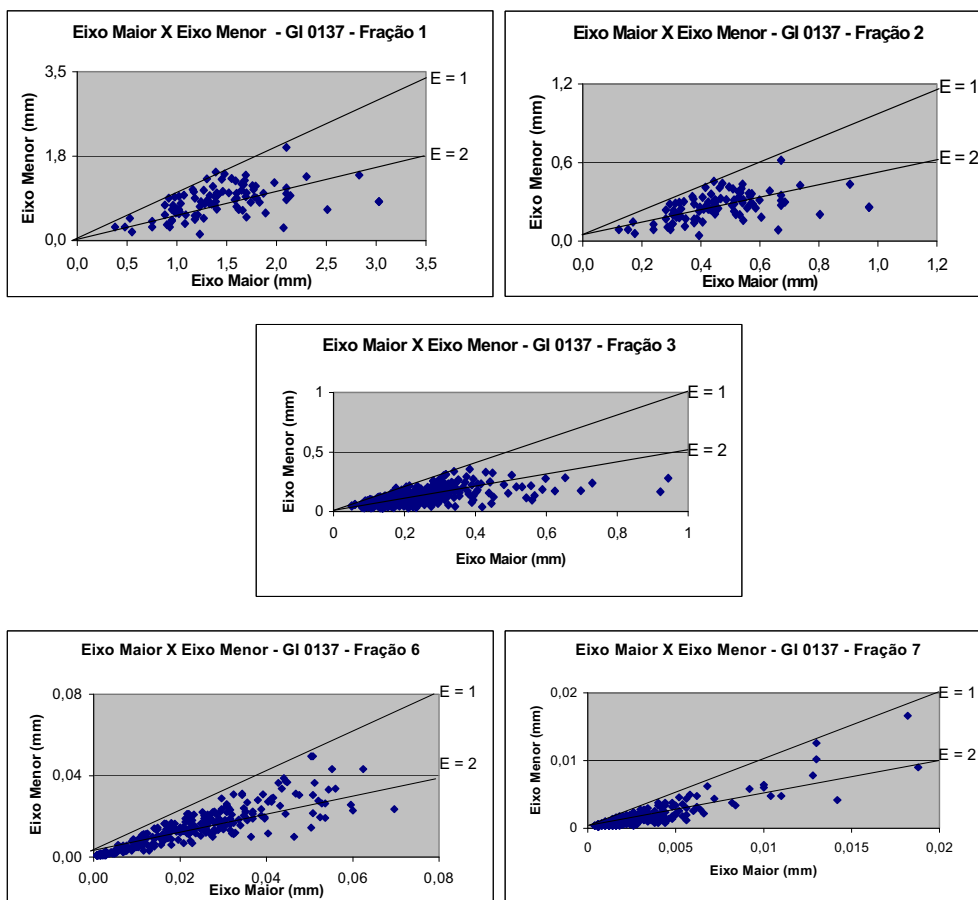 Eixo Maior X Eixo Menor - GI 0137 - Fração 1
Eixo Menor (mm)
3,5
1,8
0,0
E = 1
E = 2
0,0 0,5 1,0 1,5 2,0 2,5 3,0 3,5
Eixo Maior (mm)
Eixo Maior X Eixo Menor - GI 0137 - Fração 2
Eixo Menor (mm)
1,2
0,6
0,0
E = 1
E = 2
0,0 0,2 0,4 0,6 0,8 1,0 1,2
Eixo Maior (mm)
Eixo Maior X Eixo Menor - GI 0137 - Fração 3
Eixo Menor (mm)
1
0,5
0
E = 1
E = 2
0 0,2 0,4 0,6 0,8 1
Eixo Maior (mm)
Eixo Maior X Eixo Menor - GI 0137 - Fração 6
Eixo Menor (mm)
0,08
0,04
0,00
E = 1
E = 2
0,00 0,02 0,04 0,06 0,08
Eixo Maior (mm)
Eixo Maior X Eixo Menor - GI 0137 - Fração 7
Eixo Menor (mm)
0,02
0,01
0
E = 1
E = 2
0 0,005 0,01 0,015 0,02
Eixo Maior (mm)